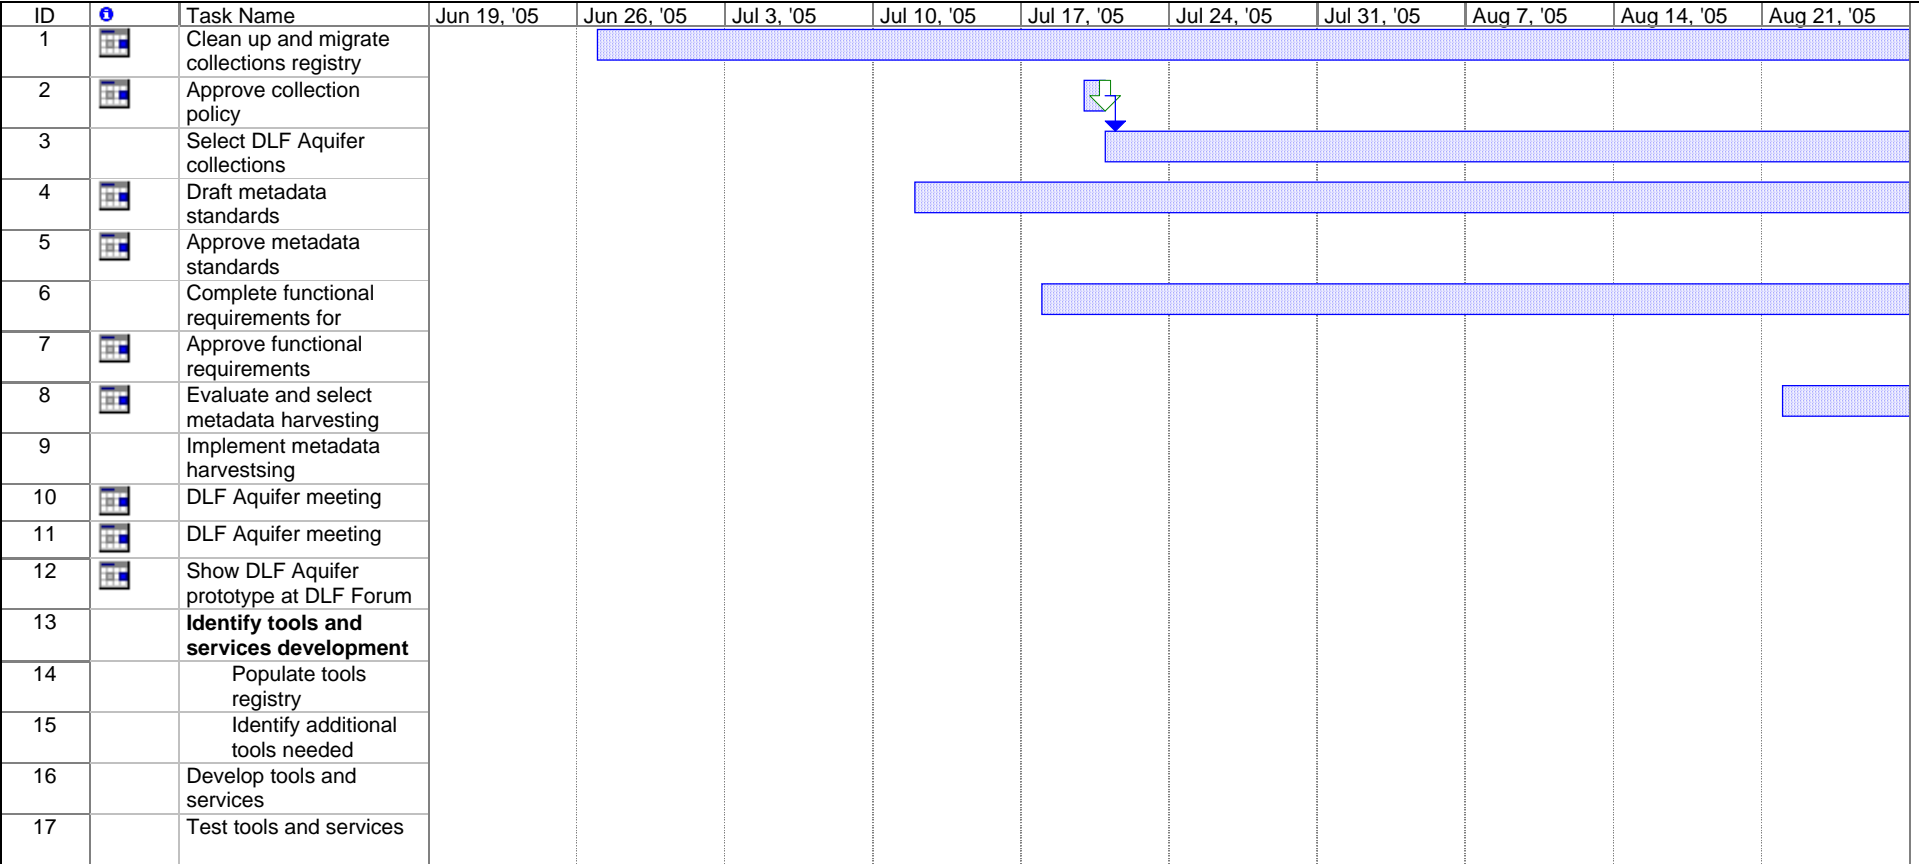 ID Task Name Jun 19, '05 Jun 26, '05 Jul 3, '05 Jul 10, '05 Jul 17, '05 Jul 24, '05 Jul 31, '05 Aug 7, '05 Aug 14, '05 Aug 21, '05
1 Clean up and migrate
collections registry
2 Approve collection
policy
3 Select DLF Aquifer
collections
4 Draft metadata
standards
5 Approve metadata
standards
6 Complete functional
requirements for
7 Approve functional
requirements
8 Evaluate and select
metadata harvesting
9 Implement metadata
harvestsing
10 DLF Aquifer meeting
11 DLF Aquifer meeting
12 Show DLF Aquifer
prototype at DLF Forum
13 Identify tools and
services development
14 Populate tools
registry
15 Identify additional
tools needed
16 Develop tools and
services
17 Test tools and services